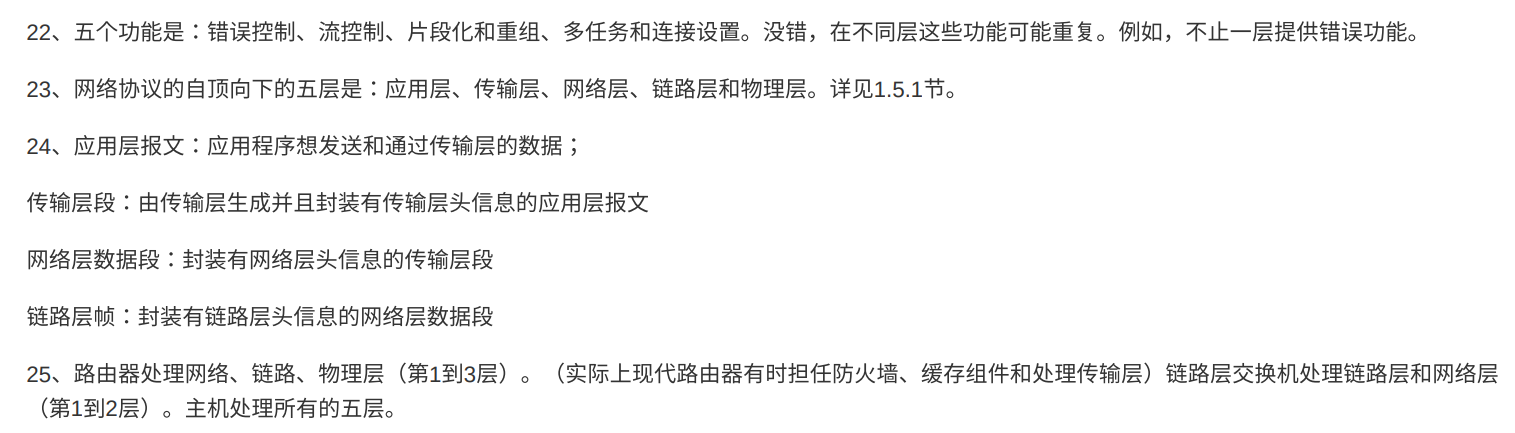 22、五个功能是：错误控制、流控制、片段化和重组、多任务和连接设置。没错，在不同层这些功能可能重复。例如，不止一层提供错误功能。
23、网络协议的自顶向下的五层是：应用层、传输层、网络层、链路层和物理层。详见1.5.1节。
24、应用层报文：应用程序想发送和通过传输层的数据；
传输层段：由传输层生成并且封装有传输层头信息的应用层报文
网络层数据段：封装有网络层头信息的传输层段
链路层帧：封装有链路层头信息的网络层数据段
25、路由器处理网络、链路、物理层（第1到3层）。（实际上现代路由器有时担任防火墙、缓存组件和处理传输层）链路层交换机处理链路层和网络层
（第1到2层）。主机处理所有的五层。